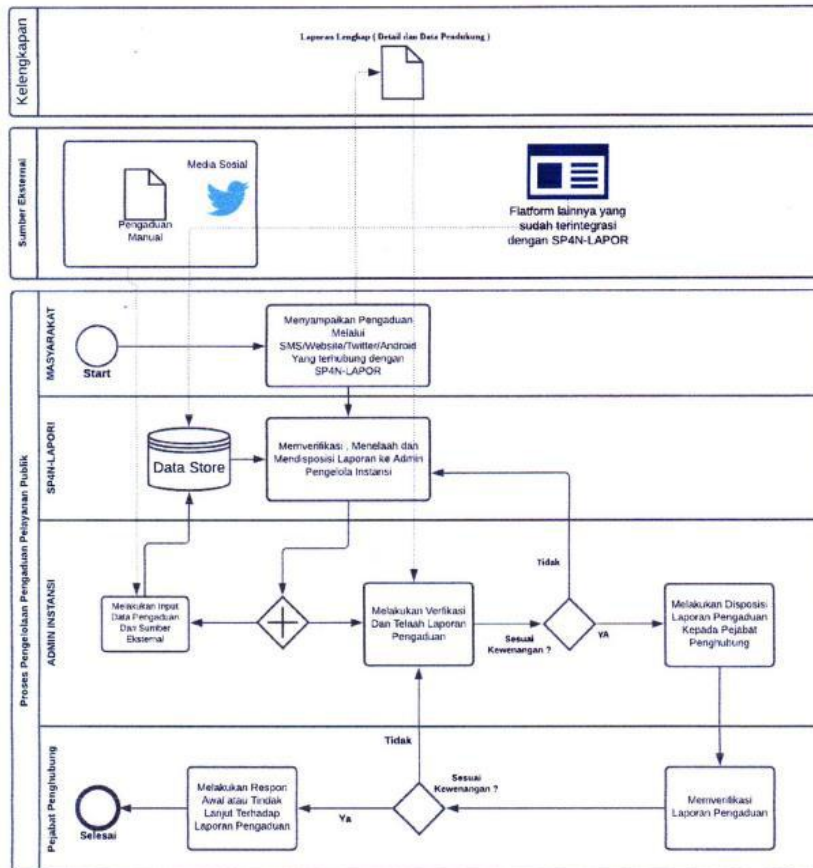 Kelengkapan
Laporan Lengkap ( Detail dan Data Pendukung )
Sumber Eksternal
Media Sosial
Pengaduan
Manual
Flatform lainnya yang
sudah terintegrasi
dengan SP4N-LAPOR
Proses Pengelolaan Pengaduan Pelayanan Publik
MASYARAKAT
Start
Menyampaikan Pengaduan
Melalui
SMS/Website/Twitter/Android
Yang terhubung dengan
SP4N-LAPOR
SP4N-LAPOR!
Data Store
Memverifikasi , Menelaah dan
Mendisposisi Laporan ke Admin
Pengelola Instansi
ADMIN INSTANSI
Melakukan Input
Data Pengaduan
Dari Sumber
Eksternal
Melakukan Verfikasi
Dan Telaah Laporan
Pengaduan
Sesuai
Kewenangan ?
Tidak
YA
Melakukan Disposisi
Laporan Pengaduan
Kepada Pejabat
Penghubung
Pejabat Penghubung
Tidak
Selesai
Melakukan Respon
Awal atau Tindak
Lanjut Terhadap
Laporan Pengaduan
Ya
Sesuai
Kewenangan ?
Memverifikasi
Laporan Pengaduan